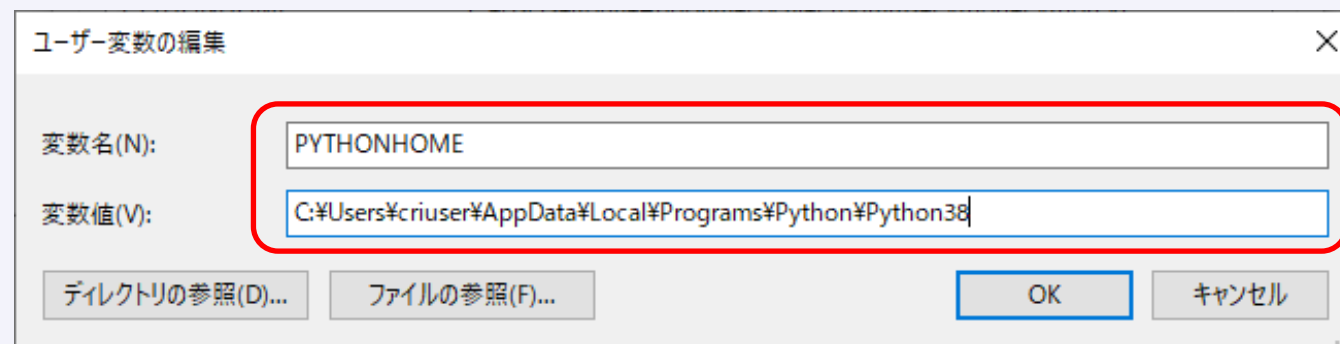 ユーザー変数の編集
変数名(N):
PYTHONHOME
変数値(V):
C:¥Users¥criuser¥AppData¥Local¥Programs¥Python¥Python38
ディレクトリの参照(D)...
ファイルの参照(F)...
OK
キャンセル